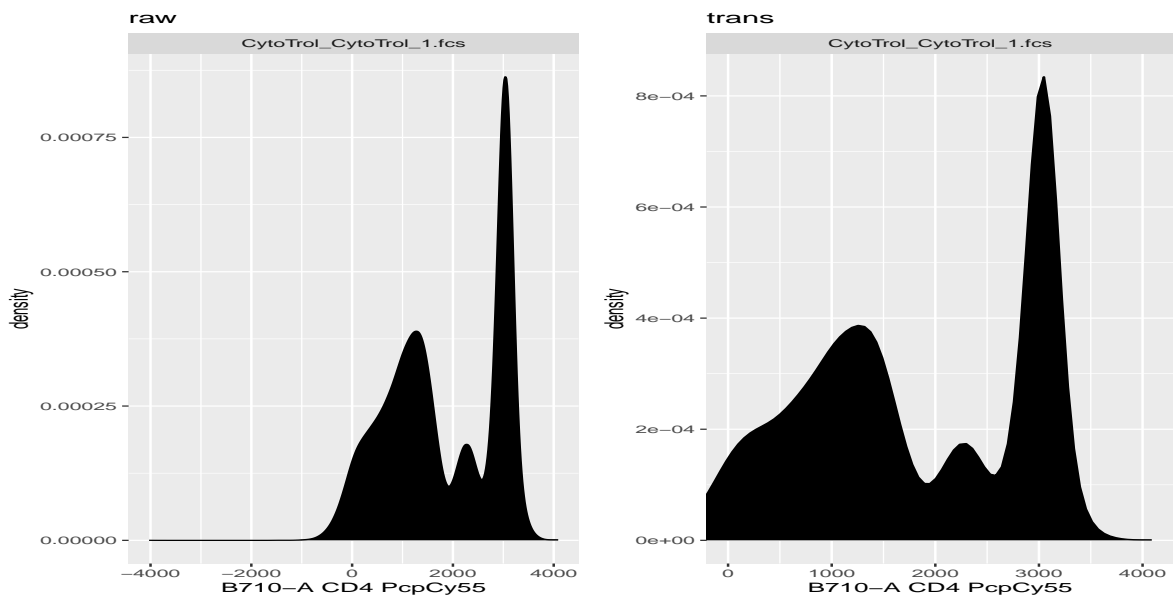 raw
CytoTrol_CytoTrol_1.fcs
density
0.00075
0.00050
0.00025
0.00000
−4000 −2000 0 2000 4000
B710−A CD4 PcpCy55
trans
CytoTrol_CytoTrol_1.fcs
density
8e−04
6e−04
4e−04
2e−04
0e+00
0 1000 2000 3000 4000
B710−A CD4 PcpCy55